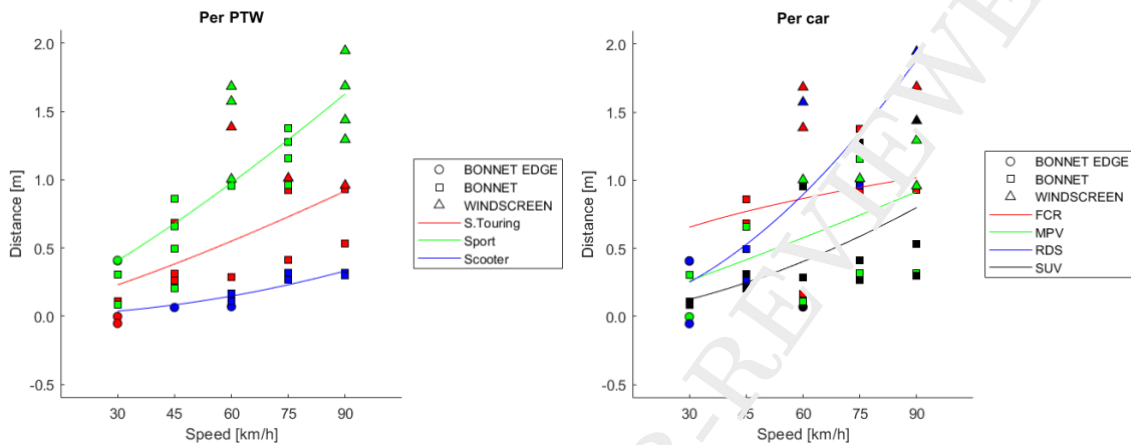 Per PTW
2.0
1.5
1.0
0.5
0.0
-0.5
Distance [m]
30 45 60 75 90
Speed [km/h]
BONNET EDGE
BONNET
WINDSCREEN
S.Touring
Sport
Scooter
Per car
2.0
1.5
1.0
0.5
0.0
-0.5
Distance [m]
30 45 60 75 90
Speed [km/h]
BONNET EDGE
BONNET
WINDSCREEN
FCR
MPV
RDS
SUV
R-REVIEWE